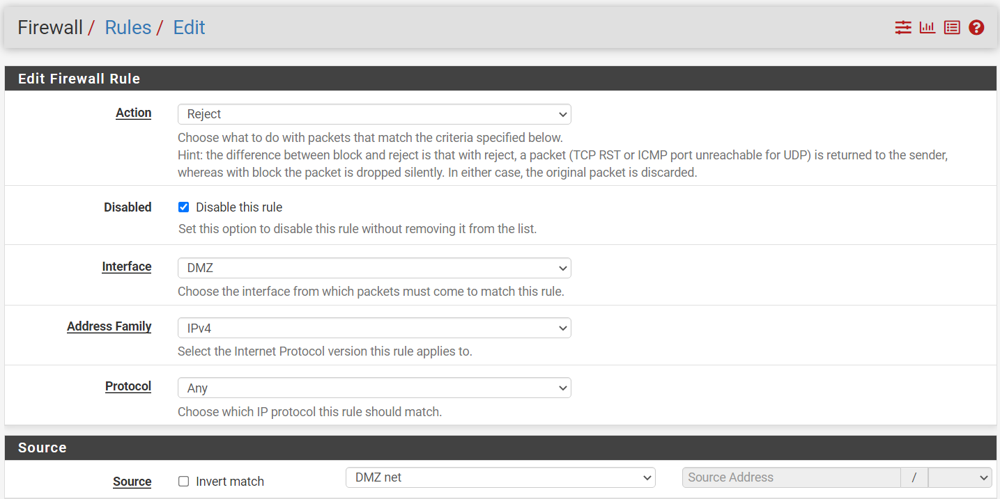 Firewall / Rules / Edit
Edit Firewall Rule
Action Reject
Choose what to do with packets that match the criteria specified below.
Hint: the difference between block and reject is that with reject, a packet (TCP RST or ICMP port unreachable for UDP) is returned to the sender,
whereas with block the packet is dropped silently. In either case, the original packet is discarded.
Disabled Disable this rule
Set this option to disable this rule without removing it from the list.
Interface DMZ
Choose the interface from which packets must come to match this rule.
Address Family IPv4
Select the Internet Protocol version this rule applies to.
Protocol Any
Choose which IP protocol this rule should match.
Source
Source Invert match DMZ net Source Address /